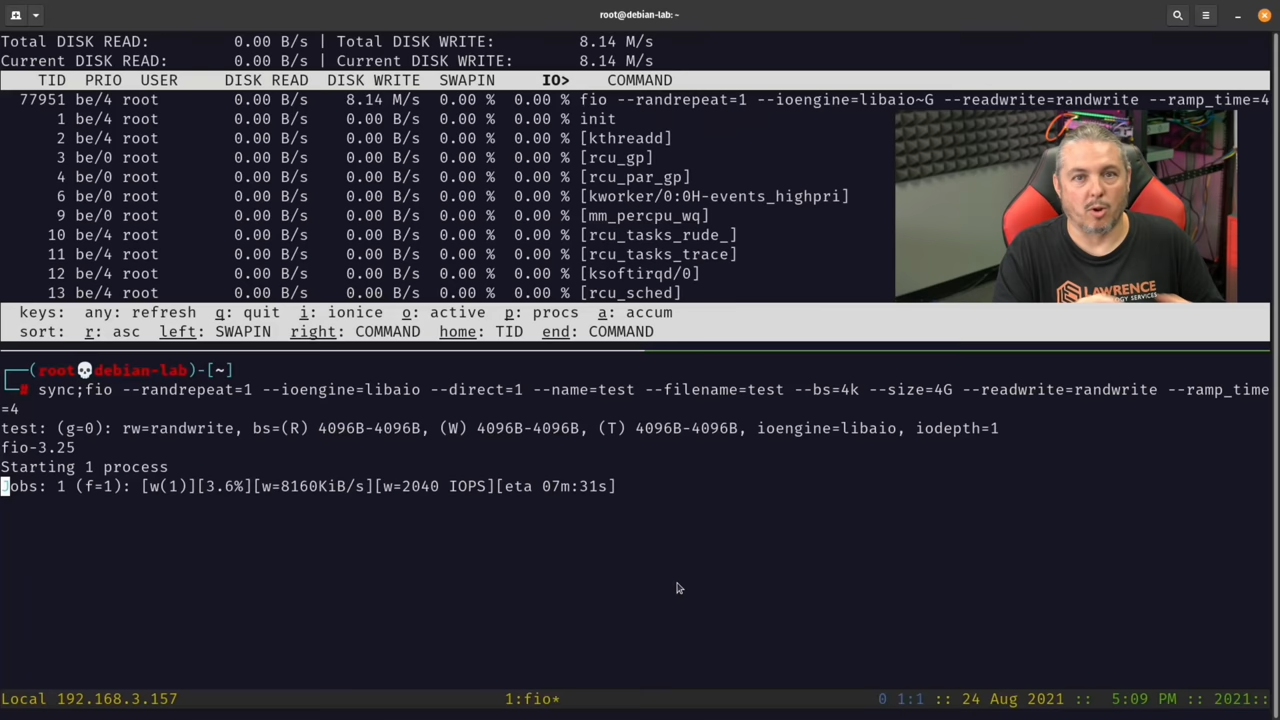 root@debian-lab: ~
Total DISK READ: 0.00 B/s | Total DISK WRITE: 8.14 M/s
Current DISK READ: 0.00 B/s | Current DISK WRITE: 8.14 M/s
TID PRIO USER DISK READ DISK WRITE SWAPIN IO> COMMAND
77951 be/4 root 0.00 B/s 8.14 M/s 0.00 % 0.00 % fio --randrepeat=1 --ioengine=libaio~G --readwrite=randwrite --ramp_time=4
1 be/4 root 0.00 B/s 0.00 B/s 0.00 % 0.00 % init
2 be/4 root 0.00 B/s 0.00 B/s 0.00 % 0.00 % [kthreadd]
3 be/0 root 0.00 B/s 0.00 B/s 0.00 % 0.00 % [rcu_gp]
4 be/0 root 0.00 B/s 0.00 B/s 0.00 % 0.00 % [rcu_par_gp]
6 be/0 root 0.00 B/s 0.00 B/s 0.00 % 0.00 % [kworker/0:0H-events_highpri]
9 be/0 root 0.00 B/s 0.00 B/s 0.00 % 0.00 % [mm_percpu_wq]
10 be/4 root 0.00 B/s 0.00 B/s 0.00 % 0.00 % [rcu_tasks_rude_]
11 be/4 root 0.00 B/s 0.00 B/s 0.00 % 0.00 % [rcu_tasks_trace]
12 be/4 root 0.00 B/s 0.00 B/s 0.00 % 0.00 % [ksoftirqd/0]
13 be/4 root 0.00 B/s 0.00 B/s 0.00 % 0.00 % [rcu_sched]
LAWRENCE
keys: any: refresh q: quit i: ionice o: active p: procs a: accum
sort: r: asc left: SWAPIN right: COMMAND home: TID end: COMMAND
┌──(root💀debian-lab)-[~]
└─# sync;fio --randrepeat=1 --ioengine=libaio --direct=1 --name=test --filename=test --bs=4k --size=4G --readwrite=randwrite --ramp_time
=4
test: (g=0): rw=randwrite, bs=(R) 4096B-4096B, (W) 4096B-4096B, (T) 4096B-4096B, ioengine=libaio, iodepth=1
fio-3.25
Starting 1 process
Jobs: 1 (f=1): [w(1)][3.6%][w=8160KiB/s][w=2040 IOPS][eta 07m:31s]
Local 192.168.3.157 1:fio* 0 1:1 :: 24 Aug 2021 :: 5:09 PM :: 2021::